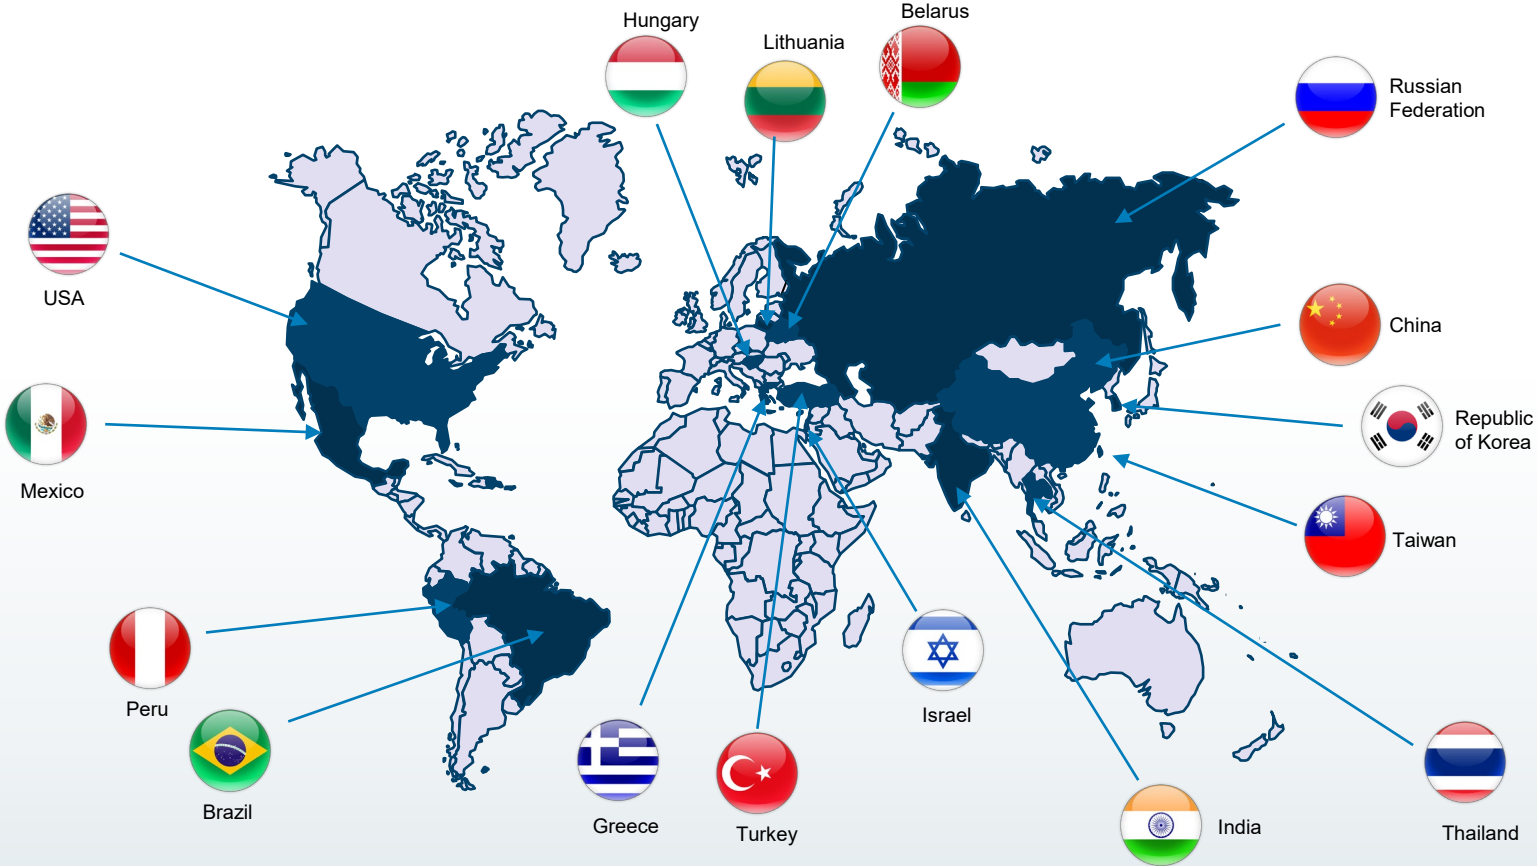 Belarus
Hungary
Lithuania
Russian
Federation
USA
China
Republic
of Korea
Mexico
Taiwan
Peru
Israel
Brazil
Greece
Turkey
India
Thailand